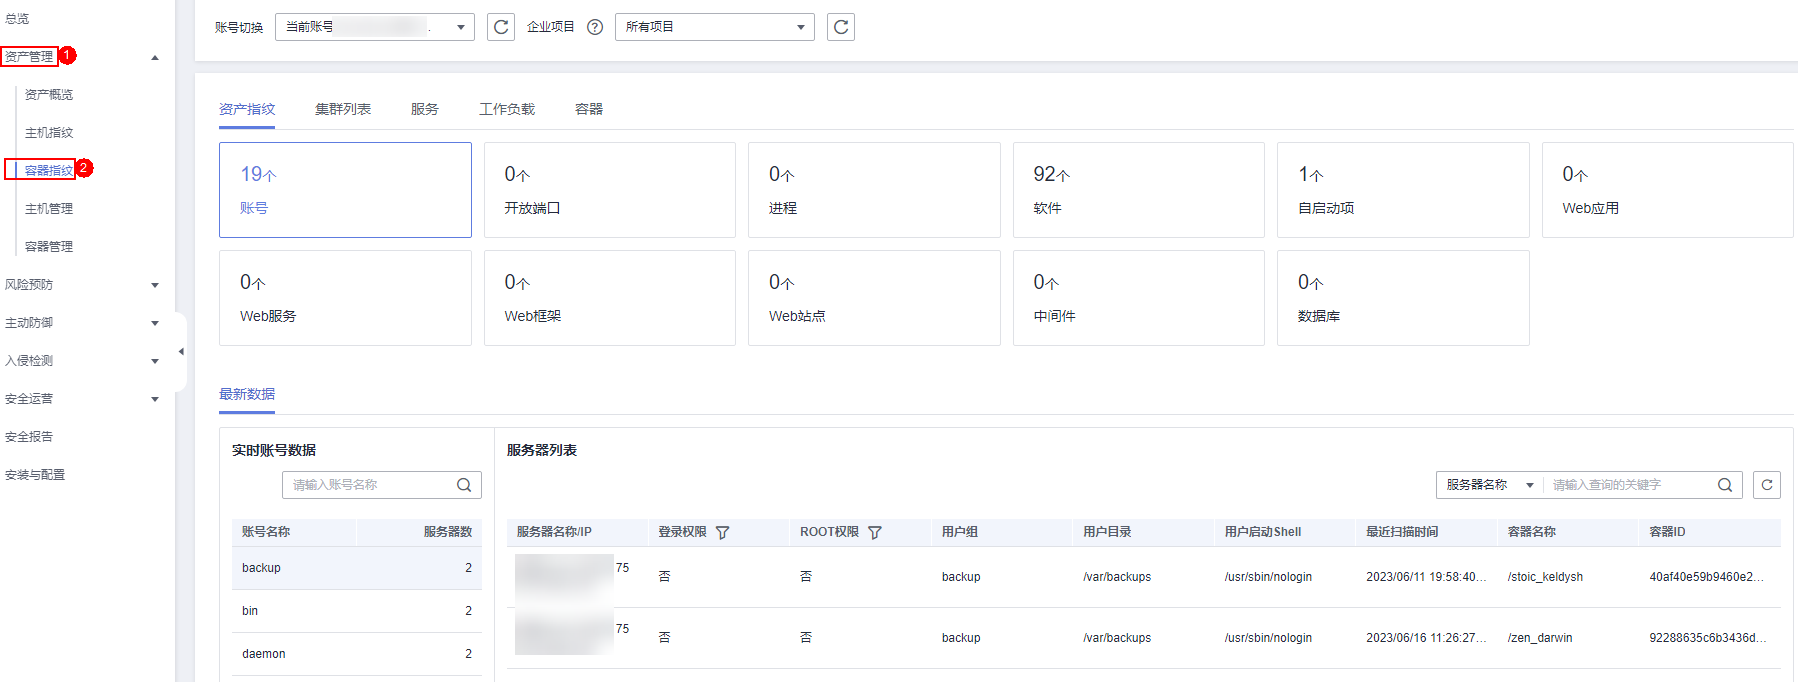 总览
资产管理 1
资产概览
主机指纹
容器指纹 2
主机管理
容器管理
风险预防
主动防御
入侵检测
安全运营
安全报告
安装与配置
账号切换 当前账号 企业项目 ? 所有项目
资产指纹 集群列表 服务 工作负载 容器
19个 0个 0个 92个 1个 0个
账号 开放端口 进程 软件 自启动项 Web应用
0个 0个 0个 0个 0个
Web服务 Web框架 Web站点 中间件 数据库
最新数据
实时账号数据
请输入账号名称
账号名称 服务器数
backup 2
bin 2
daemon 2
服务器列表
服务器名称 请输入查询的关键字
服务器名称/IP 登录权限 ROOT权限 用户组 用户目录 用户启动Shell 最近扫描时间 容器名称 容器ID
75 否 否 backup /var/backups /usr/sbin/nologin 2023/06/11 19:58:40... /stoic_keldysh 40af40e59b9460e2...
75 否 否 backup /var/backups /usr/sbin/nologin 2023/06/16 11:26:27... /zen_darwin 92288635c6b3436d...